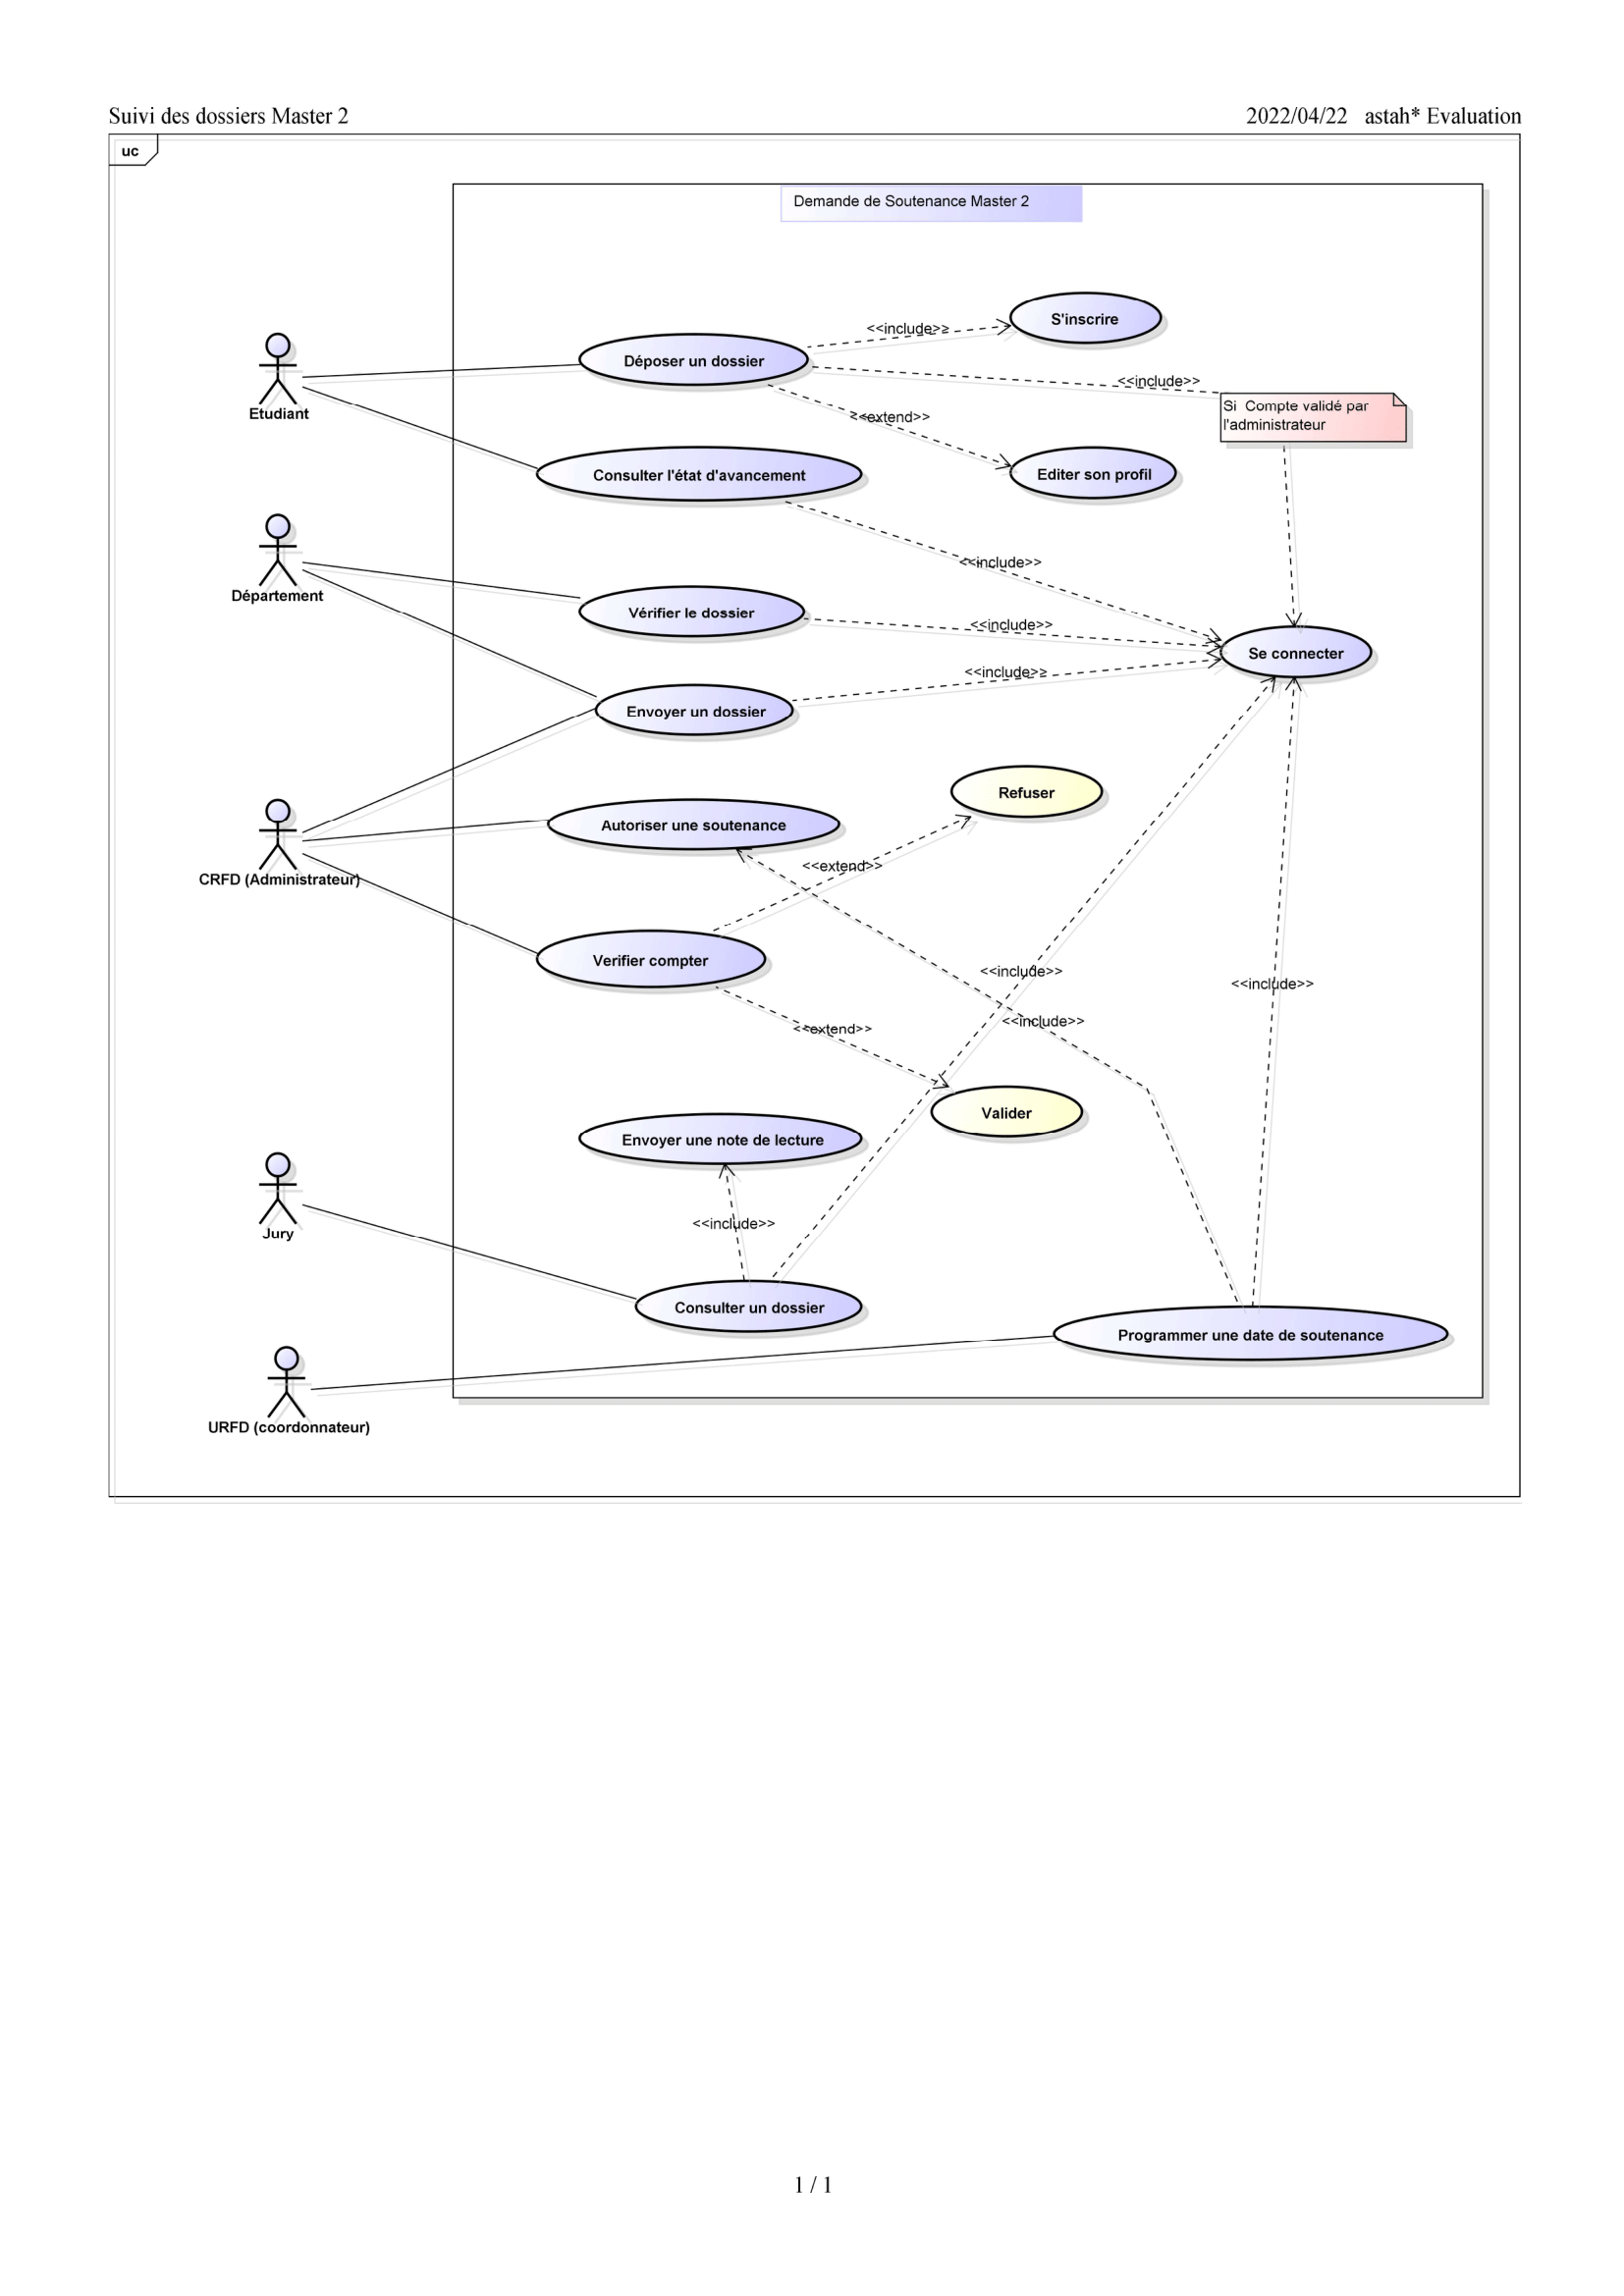 Suivi des dossiers Master 2
2022/04/22 astah* Evaluation
uc
Demande de Soutenance Master 2
S'inscrire
<<include>>
Déposer un dossier
<<include>>
Si Compte validé par
l'administrateur
Etudiant
<<extend>>
Consulter l'état d'avancement
Editer son profil
<<include>>
Département
Vérifier le dossier
<<include>>
Se connecter
<<include>>
Envoyer un dossier
Refuser
Autoriser une soutenance
<<extend>>
CRFD (Administrateur)
Verifier compter
<<include>>
<<include>>
<<include>>
<<extend>>
Valider
Envoyer une note de lecture
<<include>>
Jury
Consulter un dossier
Programmer une date de soutenance
URFD (coordonnateur)
1 / 1